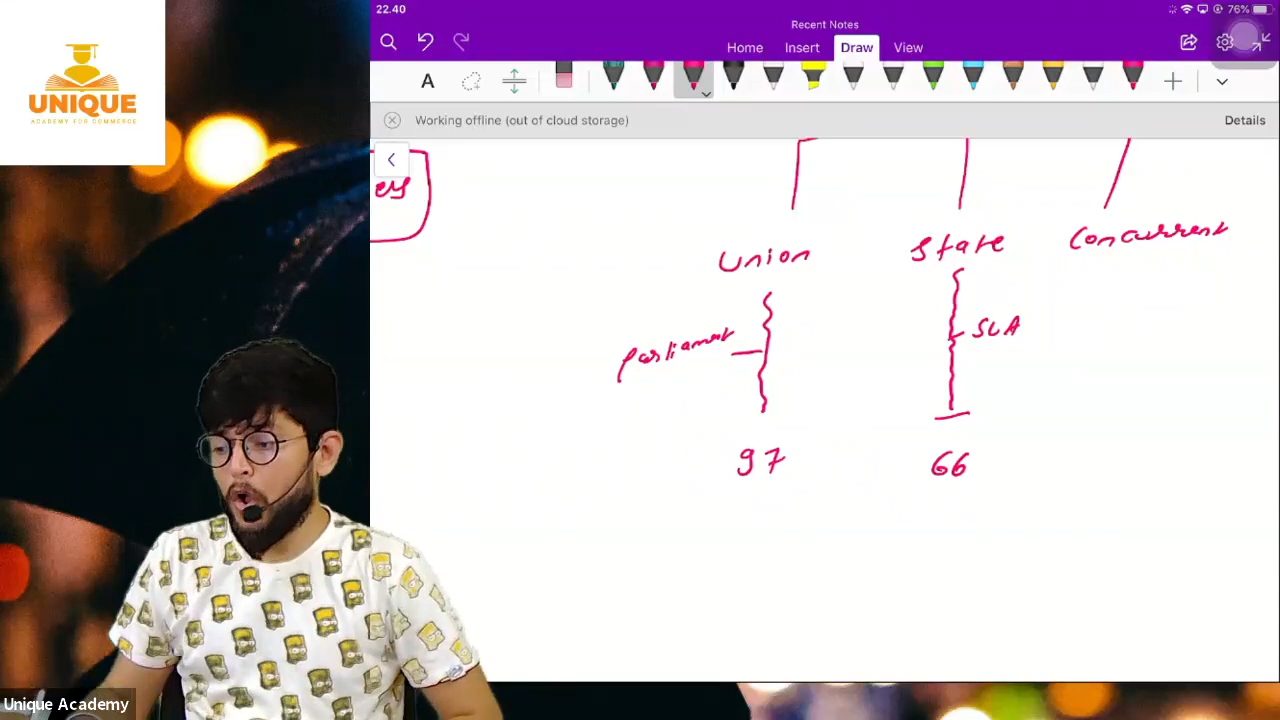 22.40
76%
Recent Notes
Home Insert Draw View
UNIQUE
ACADEMY FOR COMMERCE
A
Working offline (out of cloud storage)
Details
Union State Concurrent
Parliament SLA
97 66
Unique Academy